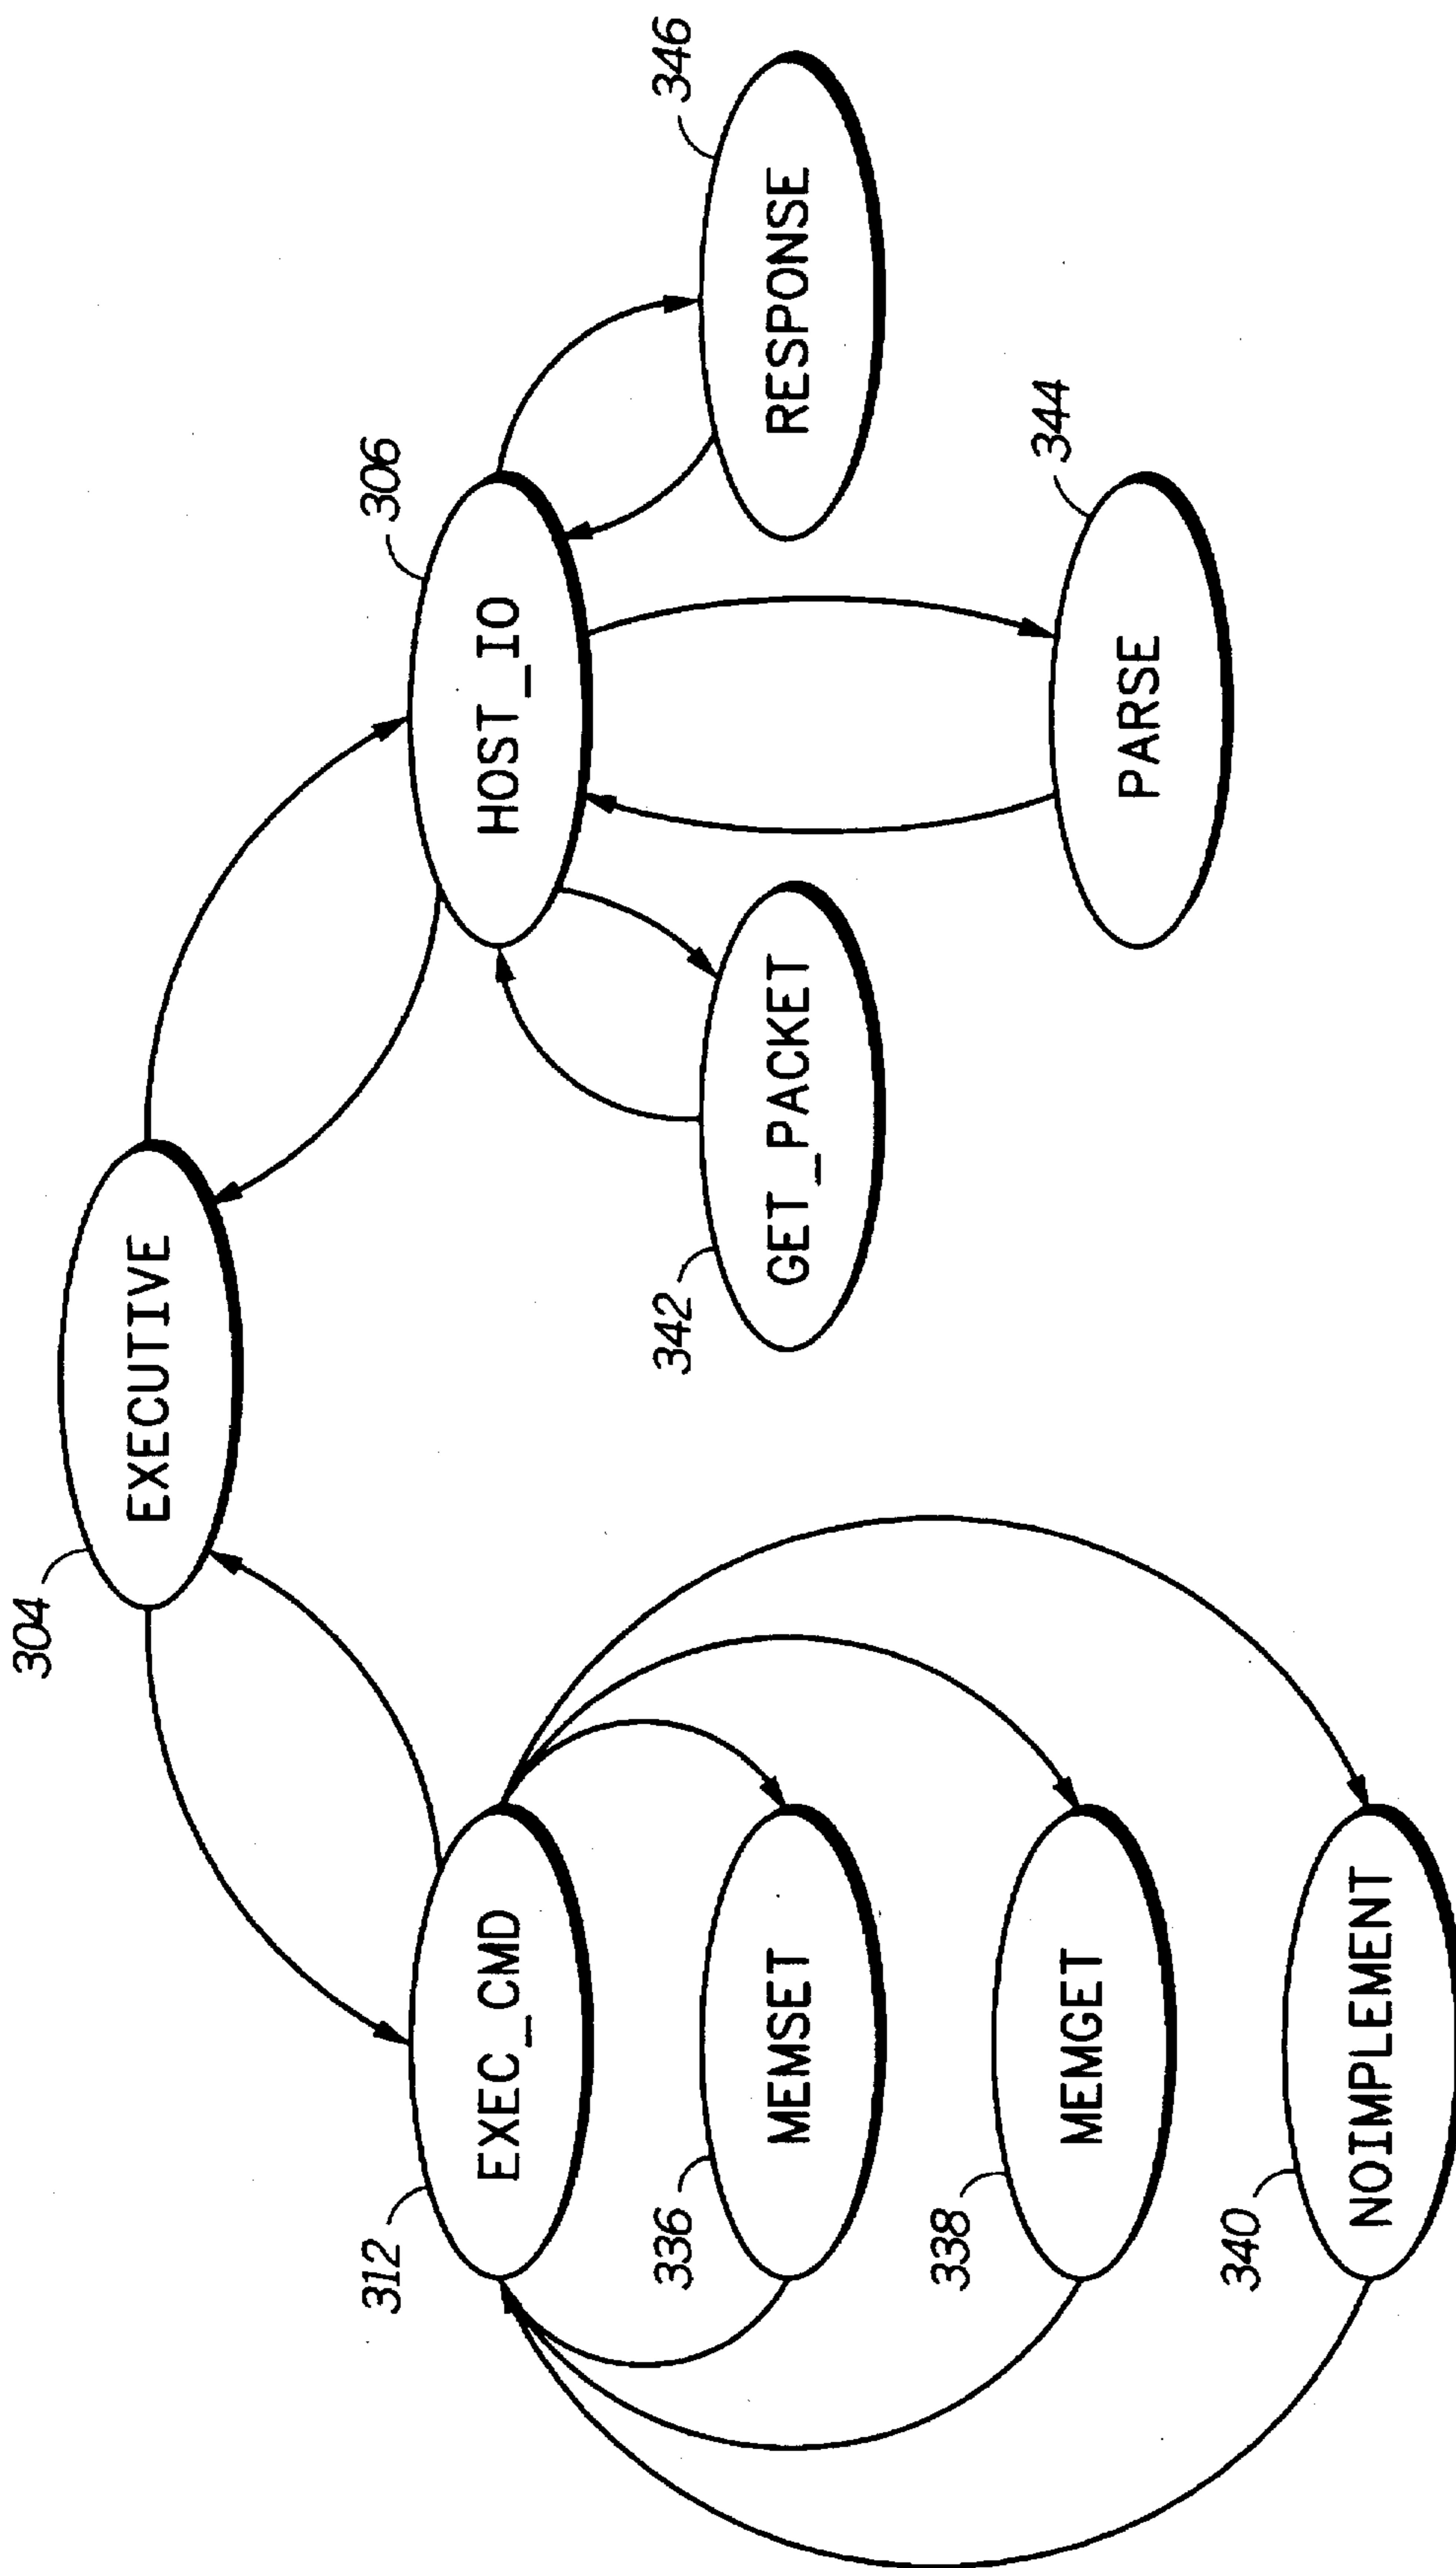 304
EXECUTIVE
312
EXEC_CMD
306
HOST_IO
336
MEMSET
342
GET_PACKET
346
RESPONSE
338
MEMGET
344
PARSE
340
NOIMPLEMENT